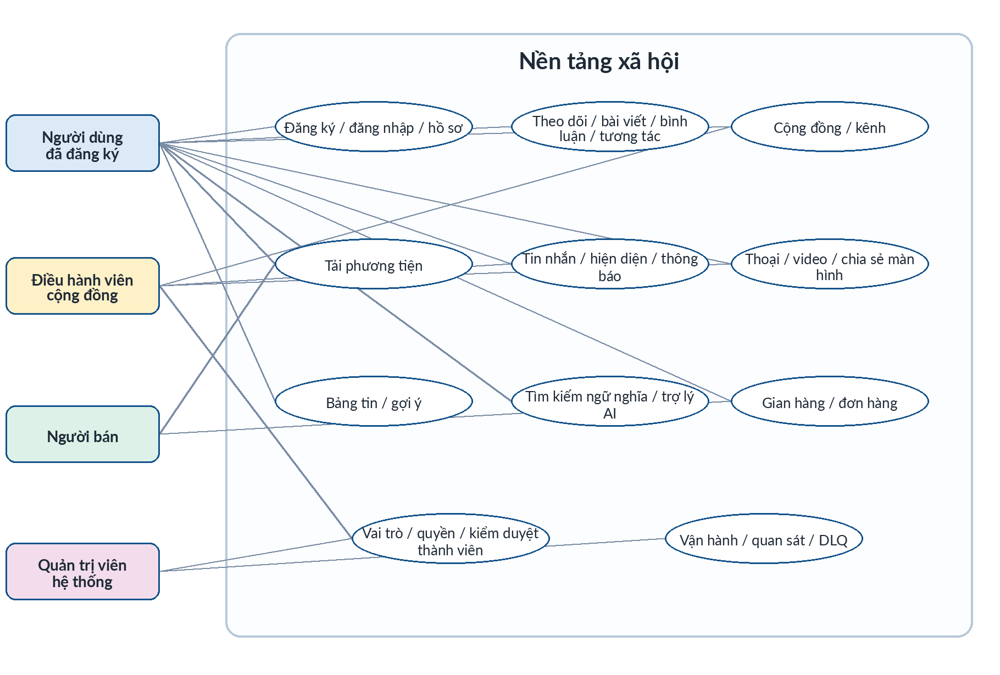 Nền tảng xã hội
Người dùng
đã đăng ký
Đăng ký / đăng nhập / hồ sơ
Theo dõi / bài viết / bình
luận / tương tác
Cộng đồng / kênh
Điều hành viên
cộng đồng
Tải phương tiện
Tin nhắn / hiện diện / thông
báo
Thoại / video / chia sẻ màn
hình
Người bán
Bảng tin / gợi ý
Tìm kiếm ngữ nghĩa / trợ lý
AI
Gian hàng / đơn hàng
Quản trị viên
hệ thống
Vai trò / quyền / kiểm duyệt
thành viên
Vận hành / quan sát / DLQ